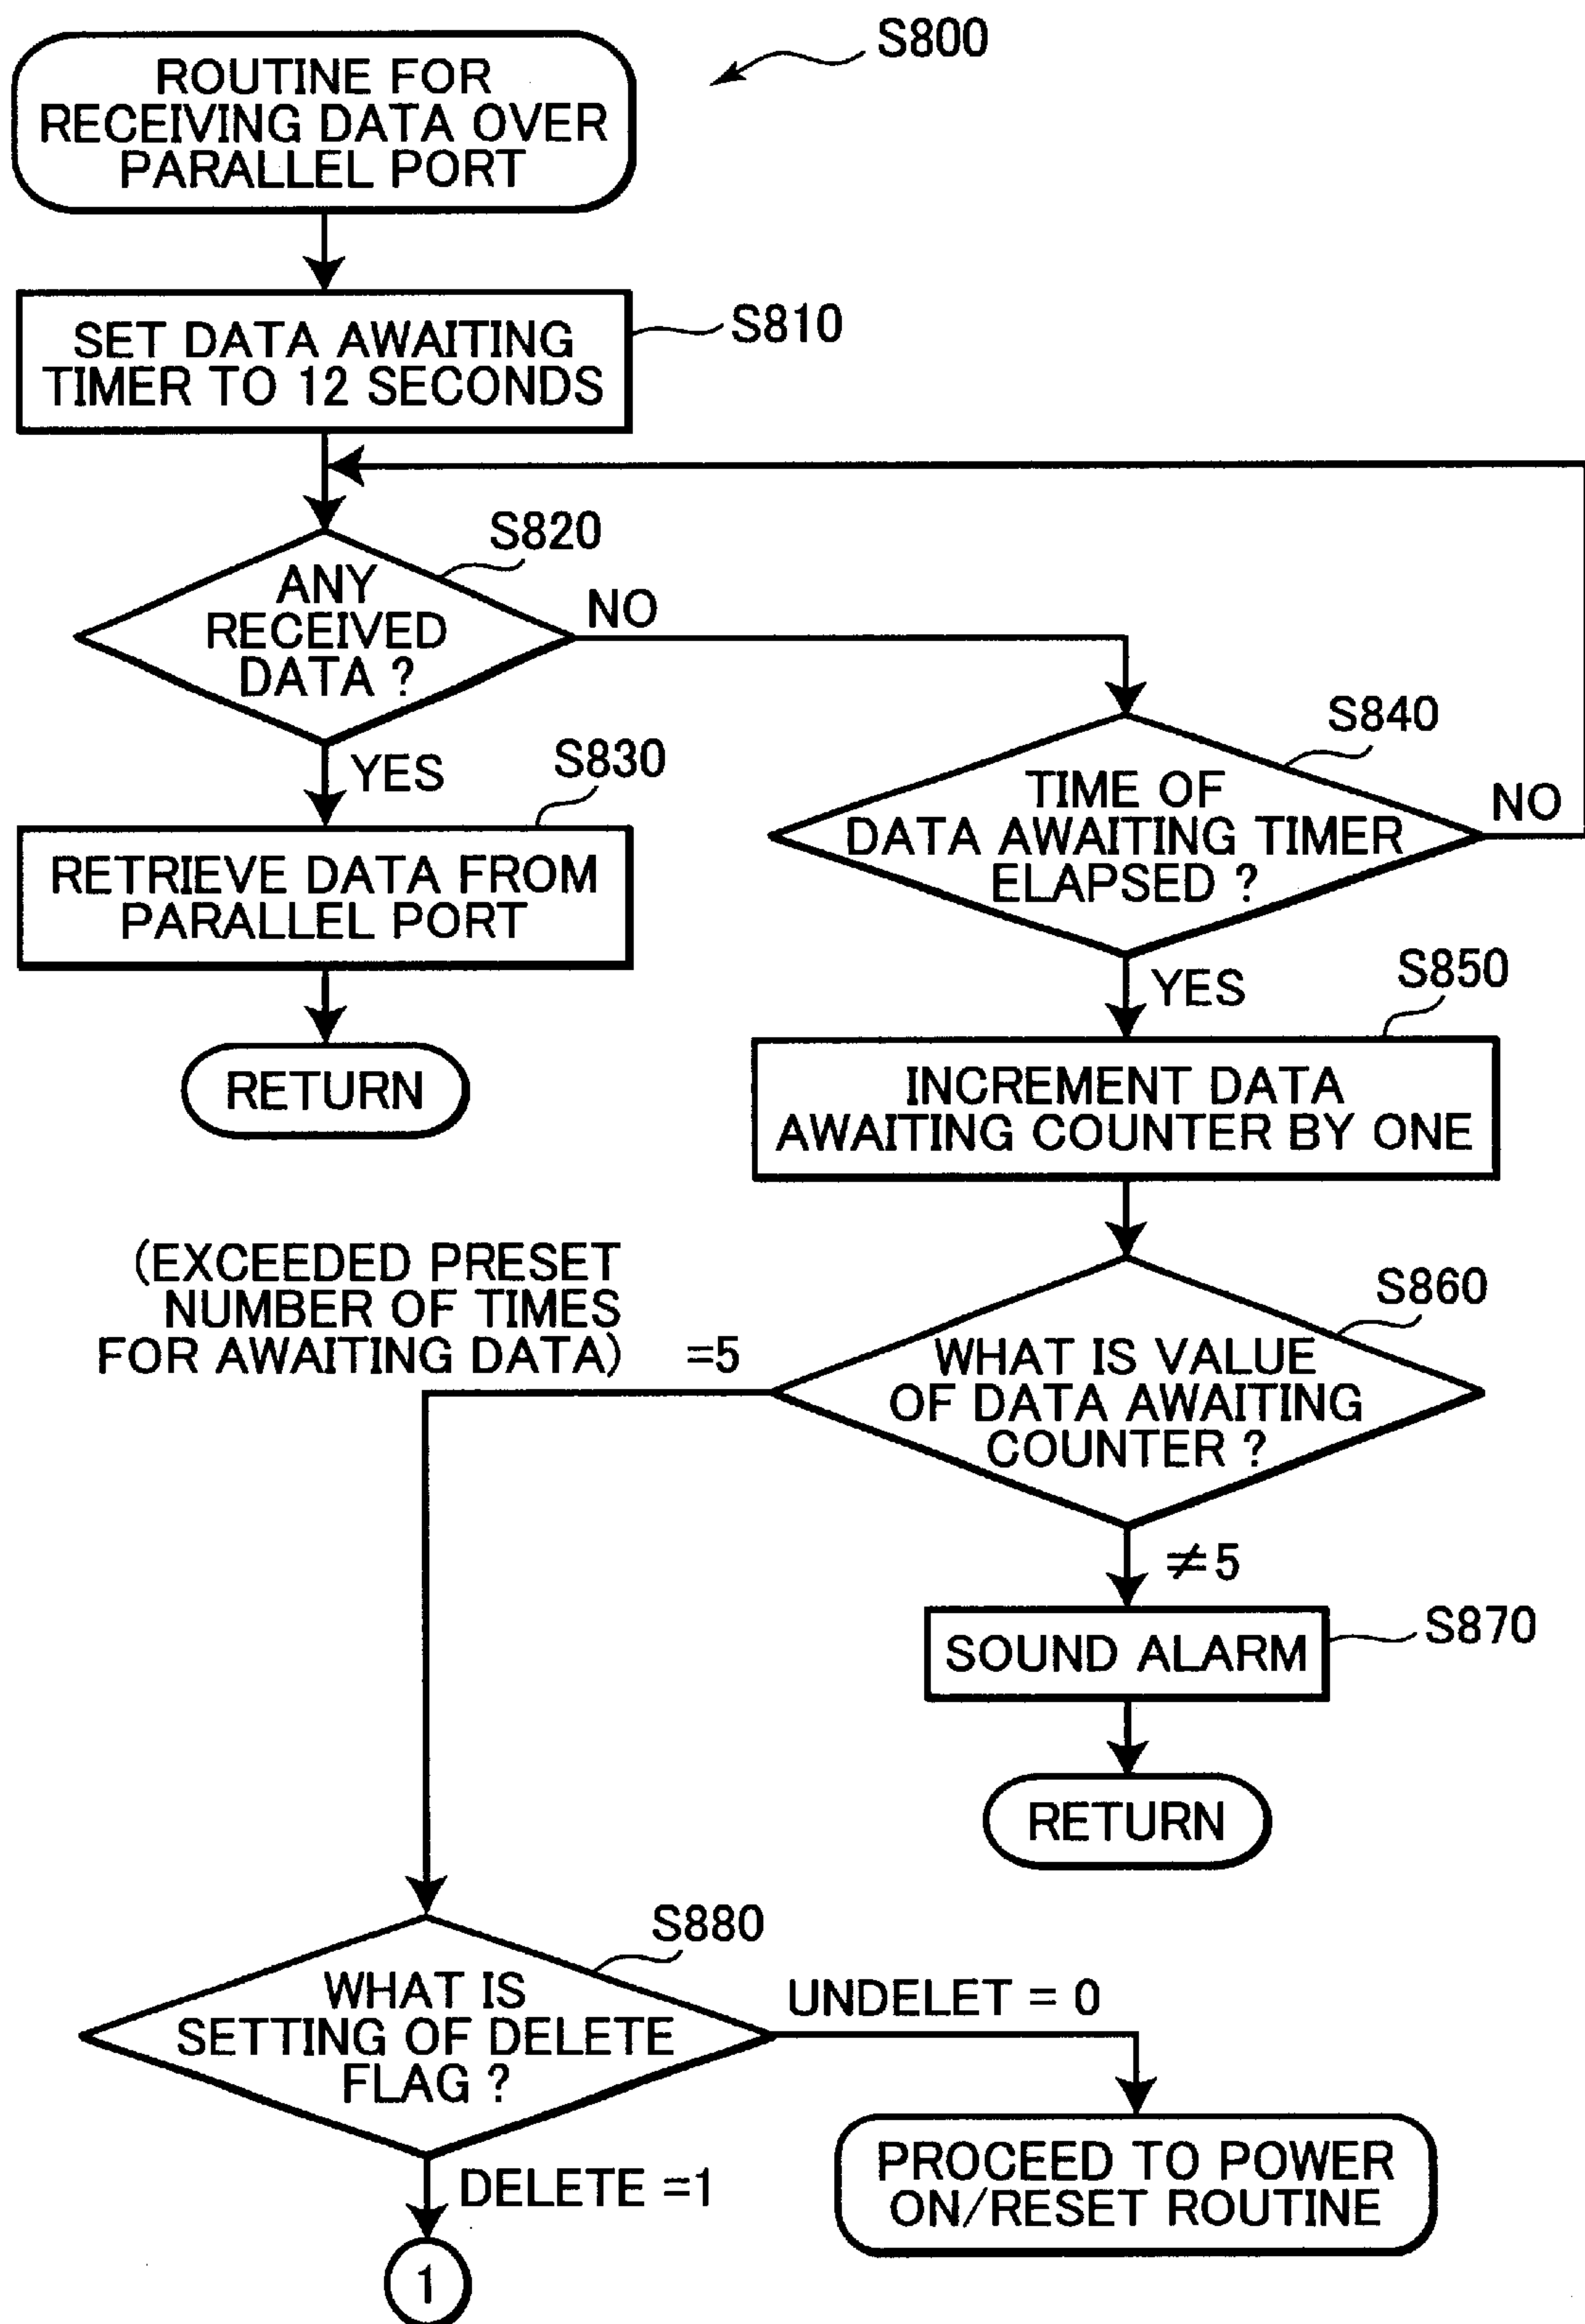 S800
ROUTINE FOR
RECEIVING DATA OVER
PARALLEL PORT
S810
SET DATA AWAITING
TIMER TO 12 SECONDS
S820
ANY
RECEIVED
DATA ?
NO
YES
S830
RETRIEVE DATA FROM
PARALLEL PORT
RETURN
S840
TIME OF
DATA AWAITING TIMER
ELAPSED ?
NO
YES
S850
INCREMENT DATA
AWAITING COUNTER BY ONE
S860
WHAT IS VALUE
OF DATA AWAITING
COUNTER ?
(EXCEEDED PRESET
NUMBER OF TIMES
FOR AWAITING DATA) =5
≠5
SOUND ALARM
S870
RETURN
S880
WHAT IS
SETTING OF DELETE
FLAG ?
UNDELET = 0
PROCEED TO POWER
ON/RESET ROUTINE
DELETE =1
1